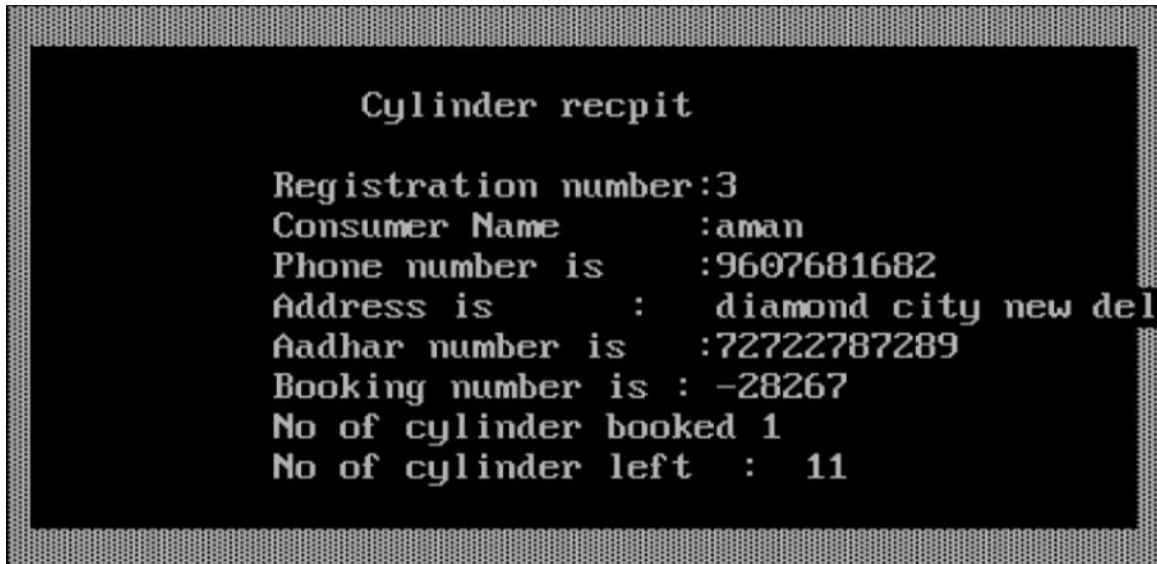 Cylinder recpit
Registration number:3
Consumer Name :aman
Phone number is :9607681682
Address is : diamond city new del
Aadhar number is :72722787289
Booking number is : -28267
No of cylinder booked 1
No of cylinder left : 11